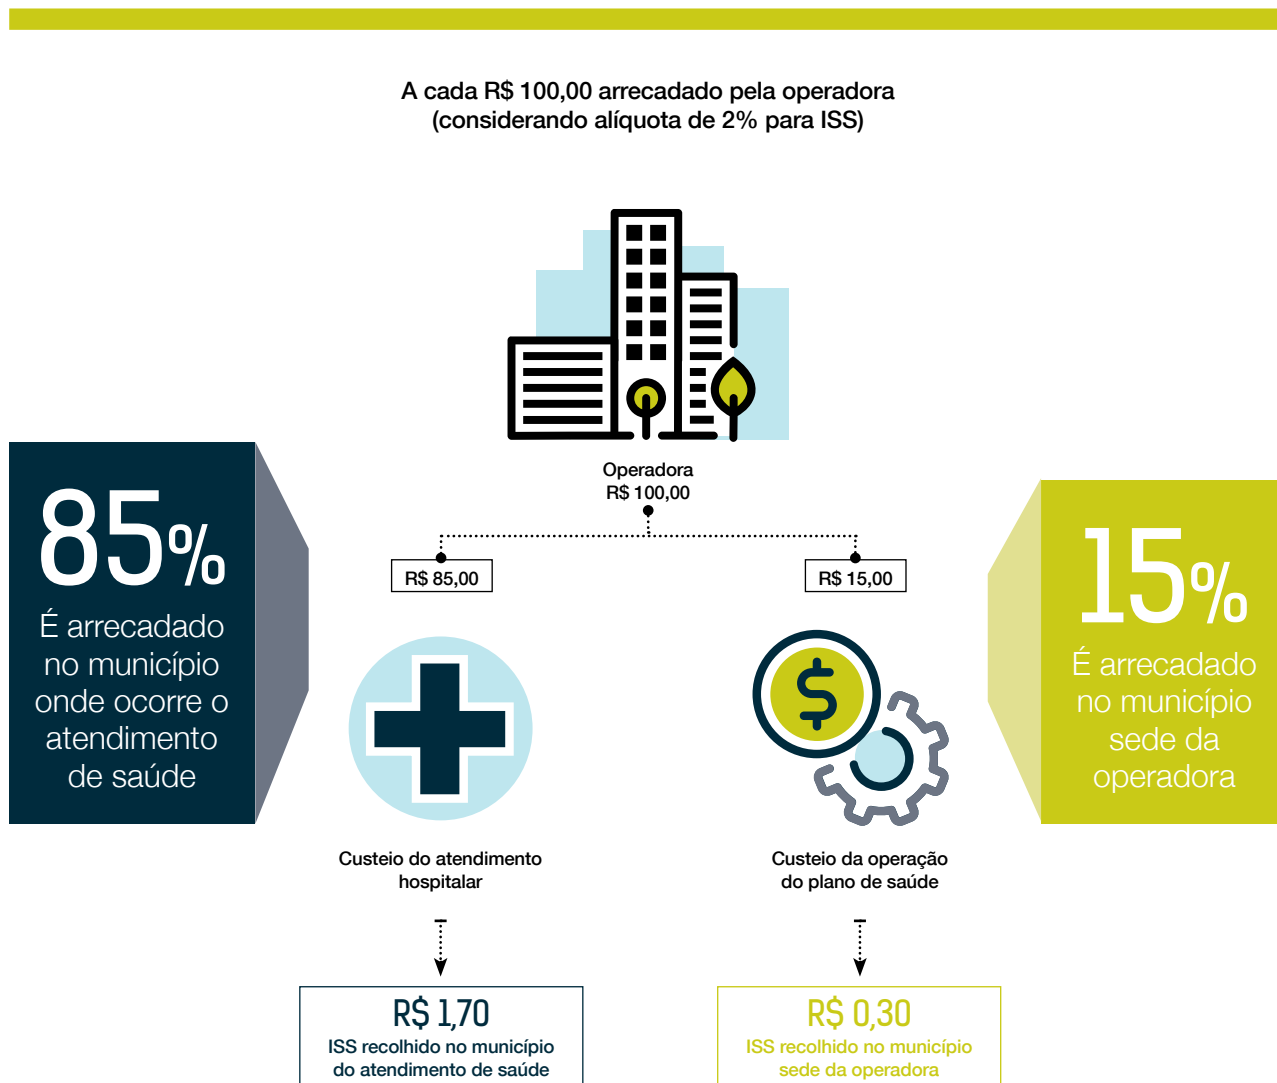 A cada R$ 100,00 arrecadado pela operadora
(considerando alíquota de 2% para ISS)
Operadora
R$ 100,00
R$ 85,00
R$ 15,00
85%
É arrecadado
no município
onde ocorre o
atendimento
de saúde
15%
É arrecadado
no município
sede da
operadora
$
Custeio do atendimento
hospitalar
Custeio da operação
do plano de saúde
R$ 1,70
ISS recolhido no município
do atendimento de saúde
R$ 0,30
ISS recolhido no município
sede da operadora